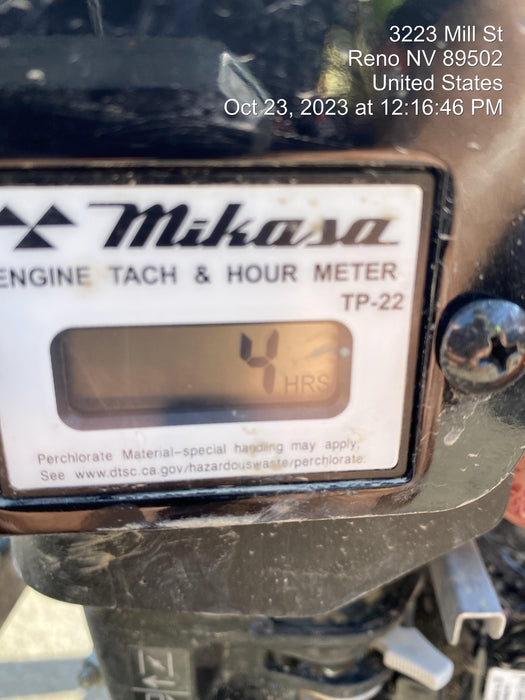 3223 Mill St
Reno NV 89502
United States
Oct 23, 2023 at 12:16:46 PM
Mikasa
ENGINE TACH & HOUR METER
TP-22
4 HRS
Perchlorate Material-special handling may apply.
See www.dtsc.ca.gov/hazardouswaste/perchlorate.